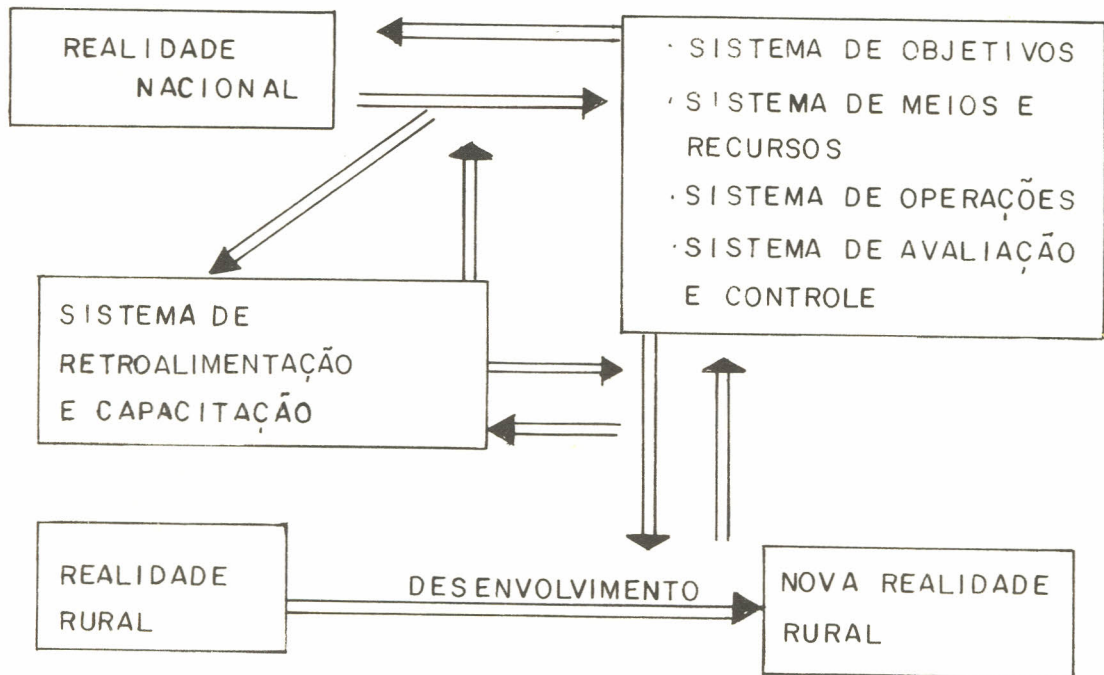 REALIDADE
NACIONAL
· SISTEMA DE OBJETIVOS
· SISTEMA DE MEIOS E
RECURSOS
· SISTEMA DE OPERAÇÕES
· SISTEMA DE AVALIAÇÃO
E CONTROLE
SISTEMA DE
RETROALIMENTAÇÃO
E CAPACITAÇÃO
REALIDADE
RURAL
DESENVOLVIMENTO
NOVA REALIDADE
RURAL